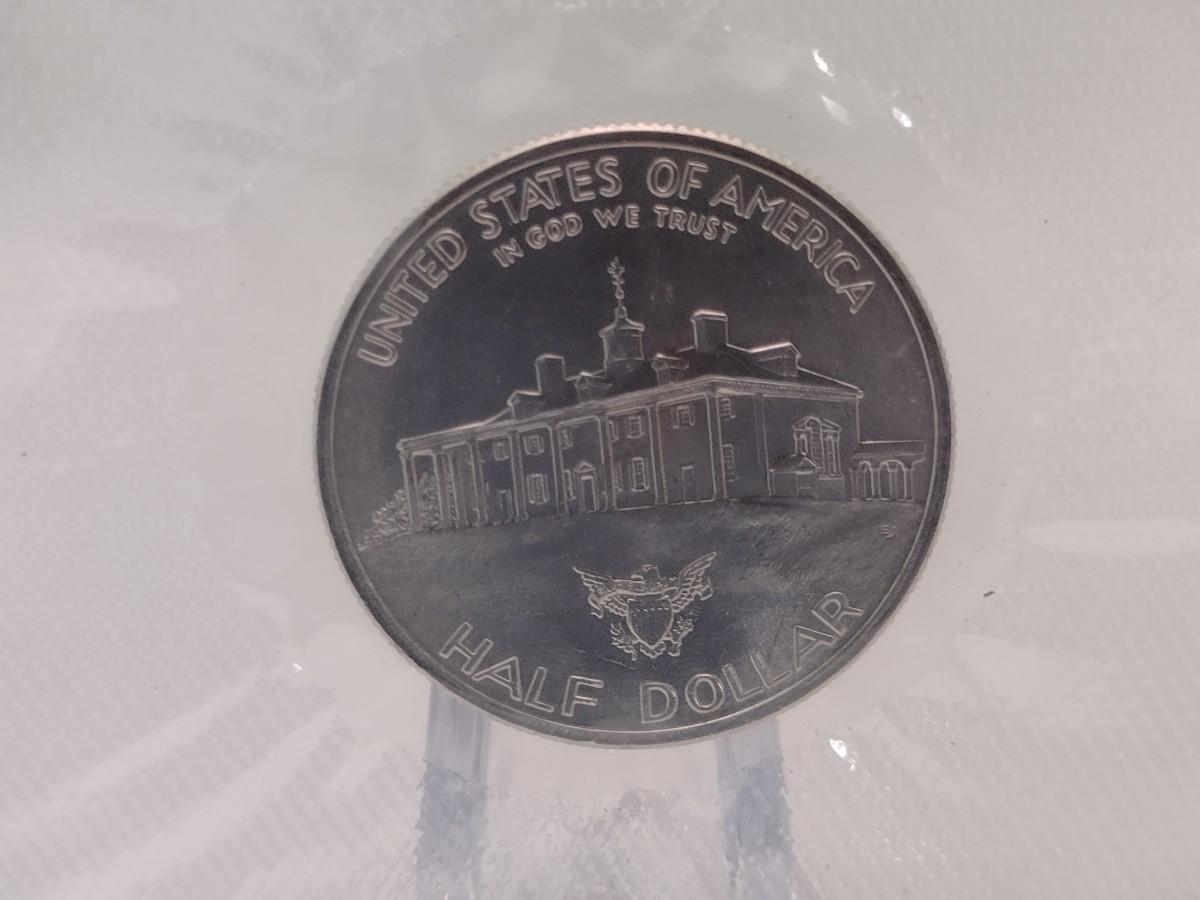 UNITED STATES OF AMERICA
IN GOD WE TRUST
HALF DOLLAR